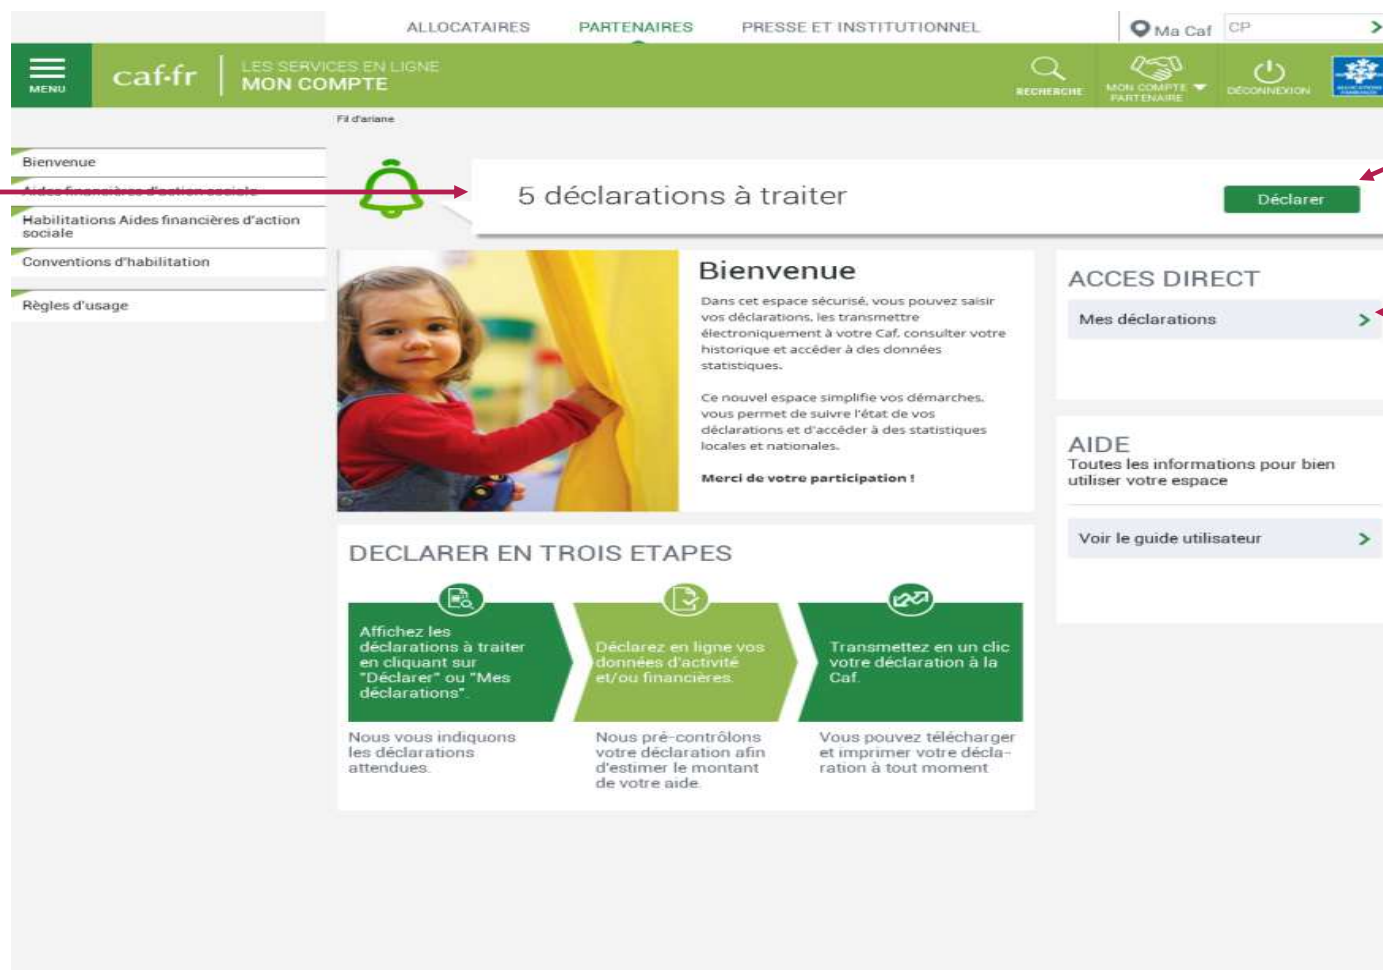 ALLOCATAIRES PARTENAIRES PRESSE ET INSTITUTIONNEL Ma Caf CP
MENU
caf·fr
LES SERVICES EN LIGNE
MON COMPTE
RECHERCHE
MON COMPTE
PARTENAIRE
DÉCONNEXION
Fil d'ariane
Bienvenue
Aides financières d'action sociale
Habilitations Aides financières d'action
sociale
Conventions d'habilitation
Règles d'usage
5 déclarations à traiter
Déclarer
Bienvenue
Dans cet espace sécurisé, vous pouvez saisir
vos déclarations, les transmettre
électroniquement à votre Caf, consulter votre
historique et accéder à des données
statistiques.
Ce nouvel espace simplifie vos démarches,
vous permet de suivre l'état de vos
déclarations et d'accéder à des statistiques
locales et nationales.
Merci de votre participation !
ACCES DIRECT
Mes déclarations
AIDE
Toutes les informations pour bien
utiliser votre espace
Voir le guide utilisateur
DECLARER EN TROIS ETAPES
Affichez les
déclarations à traiter
en cliquant sur
"Déclarer" ou "Mes
déclarations".
Nous vous indiquons
les déclarations
attendues.
Déclarez en ligne vos
données d'activité
et/ou financières.
Nous pré-contrôlons
votre déclaration afin
d'estimer le montant
de votre aide.
Transmettez en un clic
votre déclaration à la
Caf.
Vous pouvez télécharger
et imprimer votre décla-
ration à tout moment